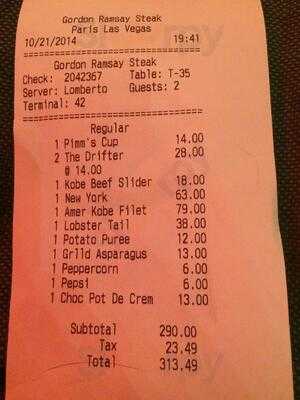 Gordon Ramsay Steak
Paris Las Vegas
10/21/2014 19:41
Gordon Ramsay Steak
Check: 2042367 Table: T-35
Server: Lomberto Guests: 2
Terminal: 42
Regular
1 Pimm's Cup 14.00
2 The Drifter 28.00
@ 14.00
1 Kobe Beef Slider 18.00
1 New York 63.00
1 Amer Kobe Filet 79.00
1 Lobster Tail 38.00
1 Potato Puree 12.00
1 Grlld Asparagus 13.00
1 Peppercorn 6.00
1 Pepsi 6.00
1 Choc Pot De Crem 13.00
Subtotal 290.00
Tax 23.49
Total 313.49